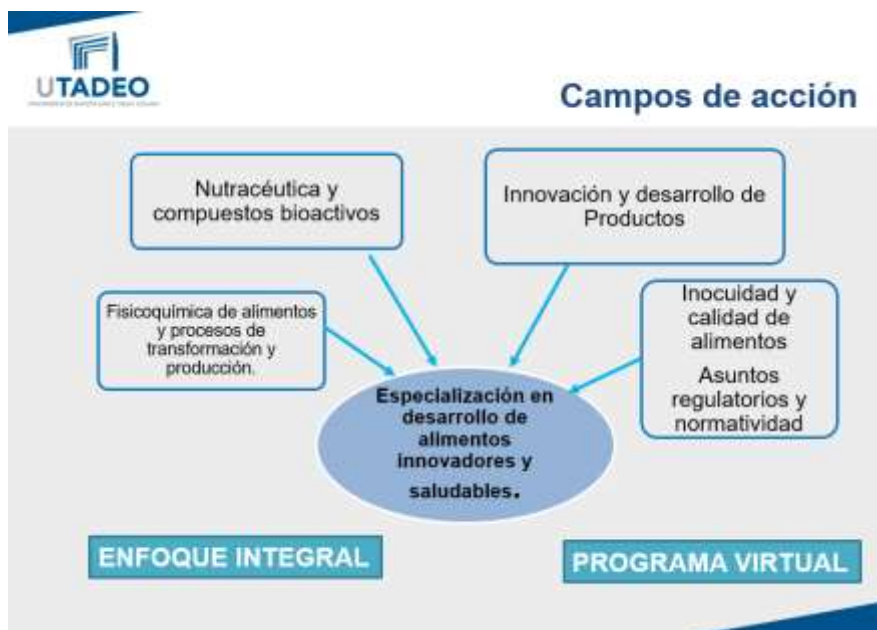 UTADEO
Campos de acción
Nutracéutica y
compuestos bioactivos
Innovación y desarrollo de
Productos
Fisicoquímica de alimentos
y procesos de
transformación y
producción.
Inocuidad y
calidad de
alimentos
Asuntos
regulatorios y
normatividad
Especialización en
desarrollo de
alimentos
innovadores y
saludables.
ENFOQUE INTEGRAL
PROGRAMA VIRTUAL